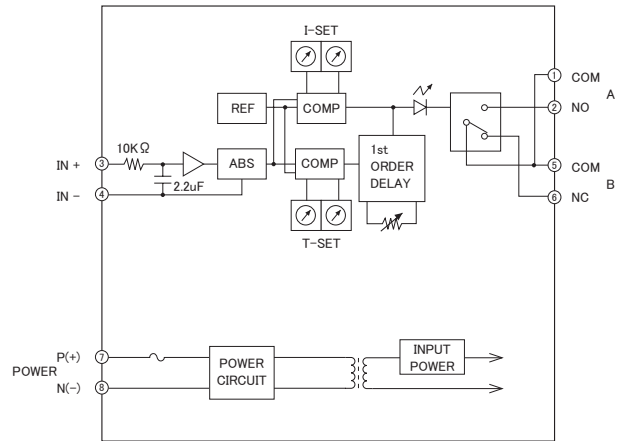 I-SET
REF
COMP
10KΩ
IN +
③
ABS
COMP
1st
ORDER
DELAY
2.2uF
IN -
④
T-SET
①
COM
A
②
NO
⑤
COM
B
⑥
NC
POWER
P(+)
⑦
N(-)
⑧
POWER
CIRCUIT
INPUT
POWER